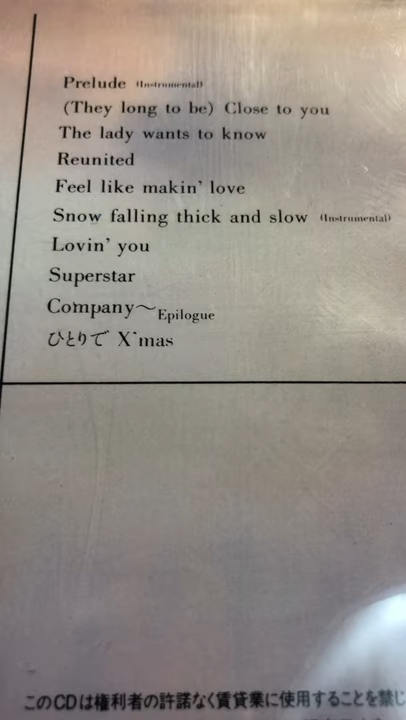 Prelude (Instrumental)
(They long to be) Close to you
The lady wants to know
Reunited
Feel like makin' love
Snow falling thick and slow (Instrumental)
Lovin' you
Superstar
Company〜Epilogue
ひとりで X'mas
このCDは権利者の許諾なく賃貸業に使用することを禁じ